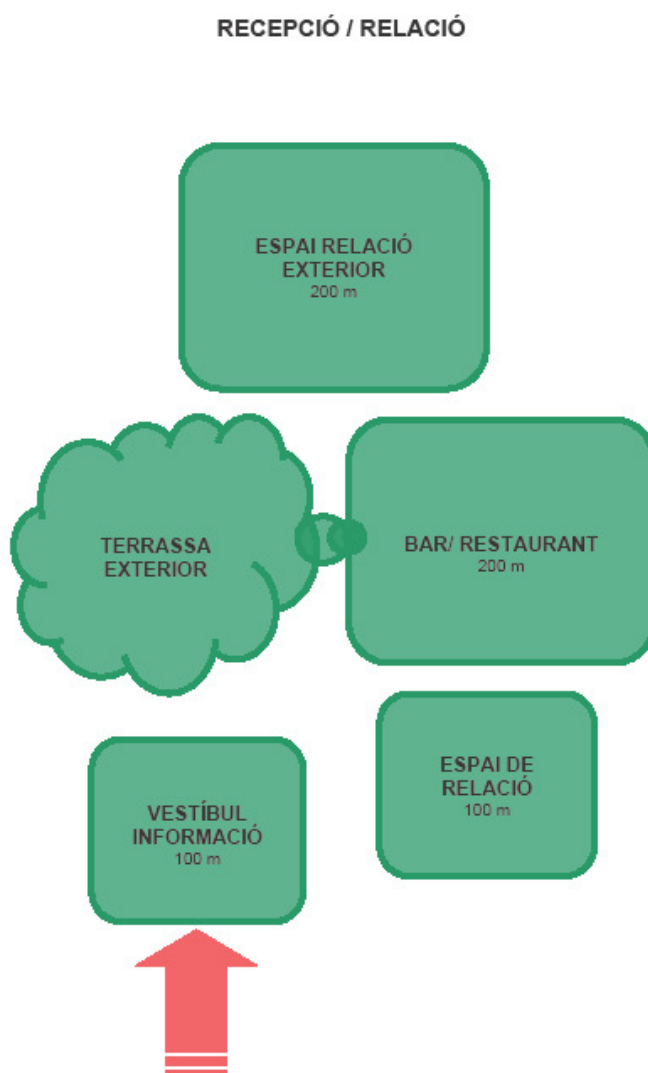 RECEPCIÓ / RELACIÓ
ESPAI RELACIÓ
EXTERIOR
200 m
TERRASSA
EXTERIOR
BAR/ RESTAURANT
200 m
ESPAI DE
RELACIÓ
100 m
VESTÍBUL
INFORMACIÓ
100 m